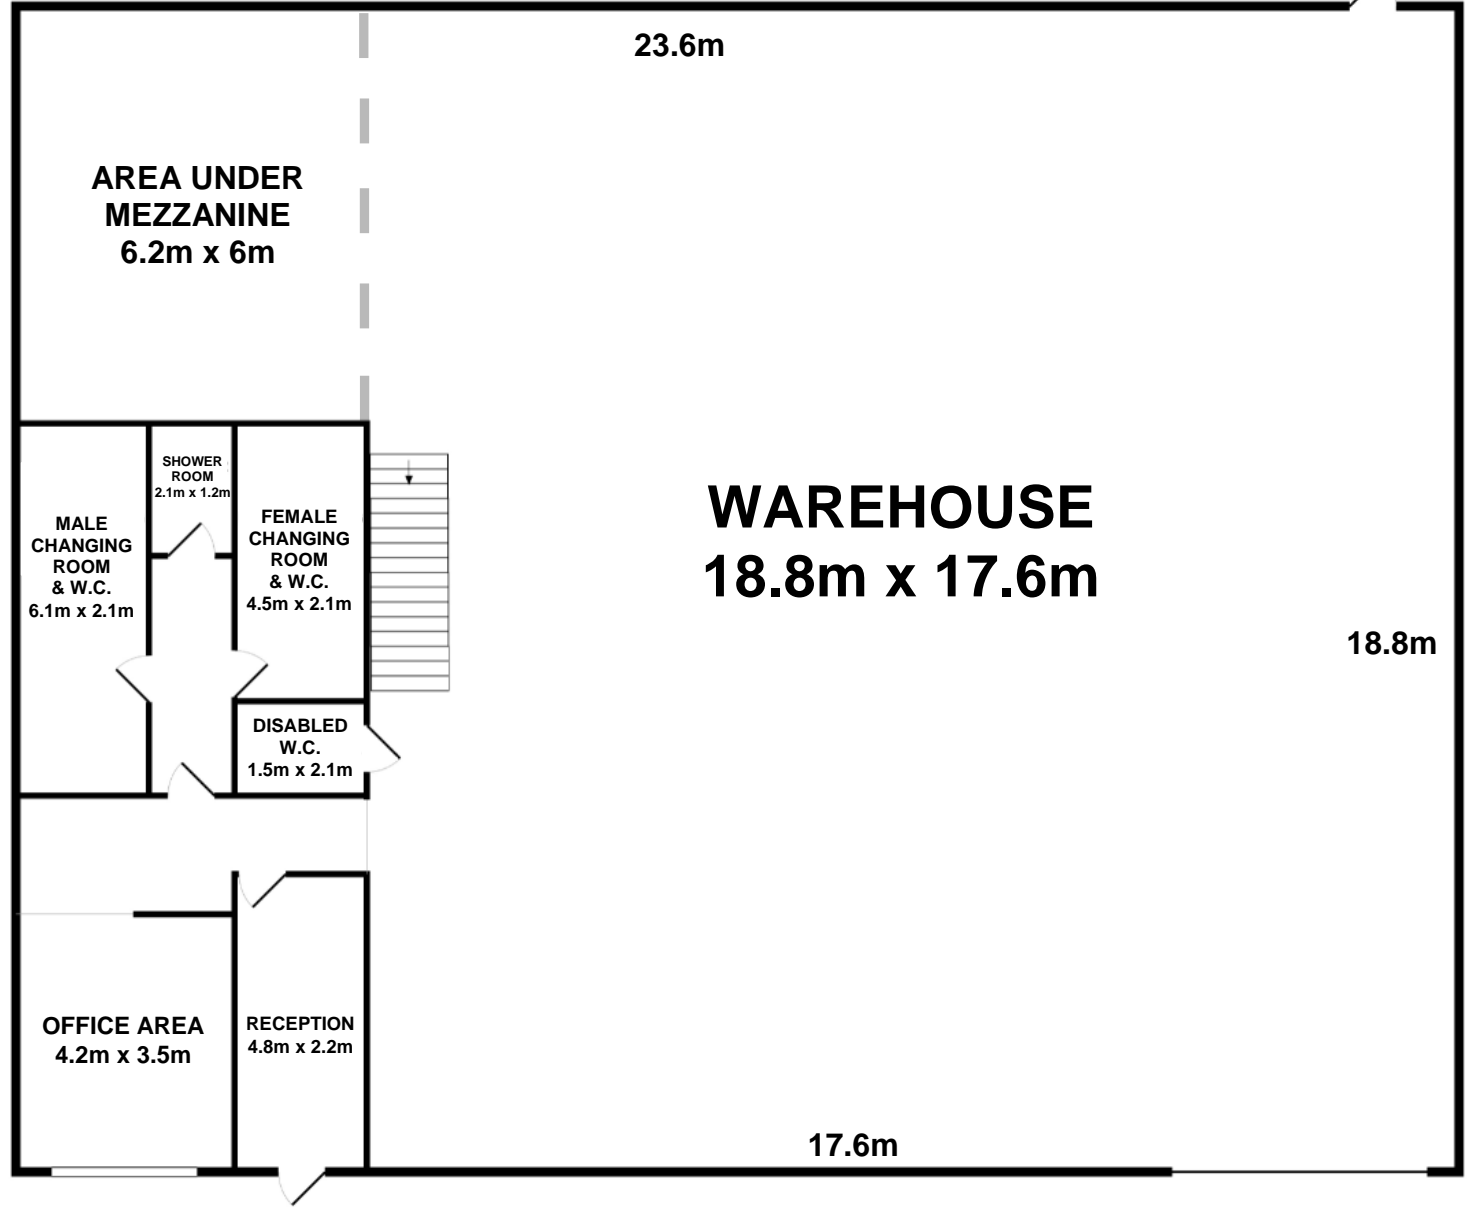 23.6m
AREA UNDER
MEZZANINE
6.2m x 6m
SHOWER
ROOM
2.1m x 1.2m
MALE
CHANGING
ROOM
& W.C.
6.1m x 2.1m
FEMALE
CHANGING
ROOM
& W.C.
4.5m x 2.1m
WAREHOUSE
18.8m x 17.6m
18.8m
DISABLED
W.C.
1.5m x 2.1m
OFFICE AREA
4.2m x 3.5m
RECEPTION
4.8m x 2.2m
17.6m